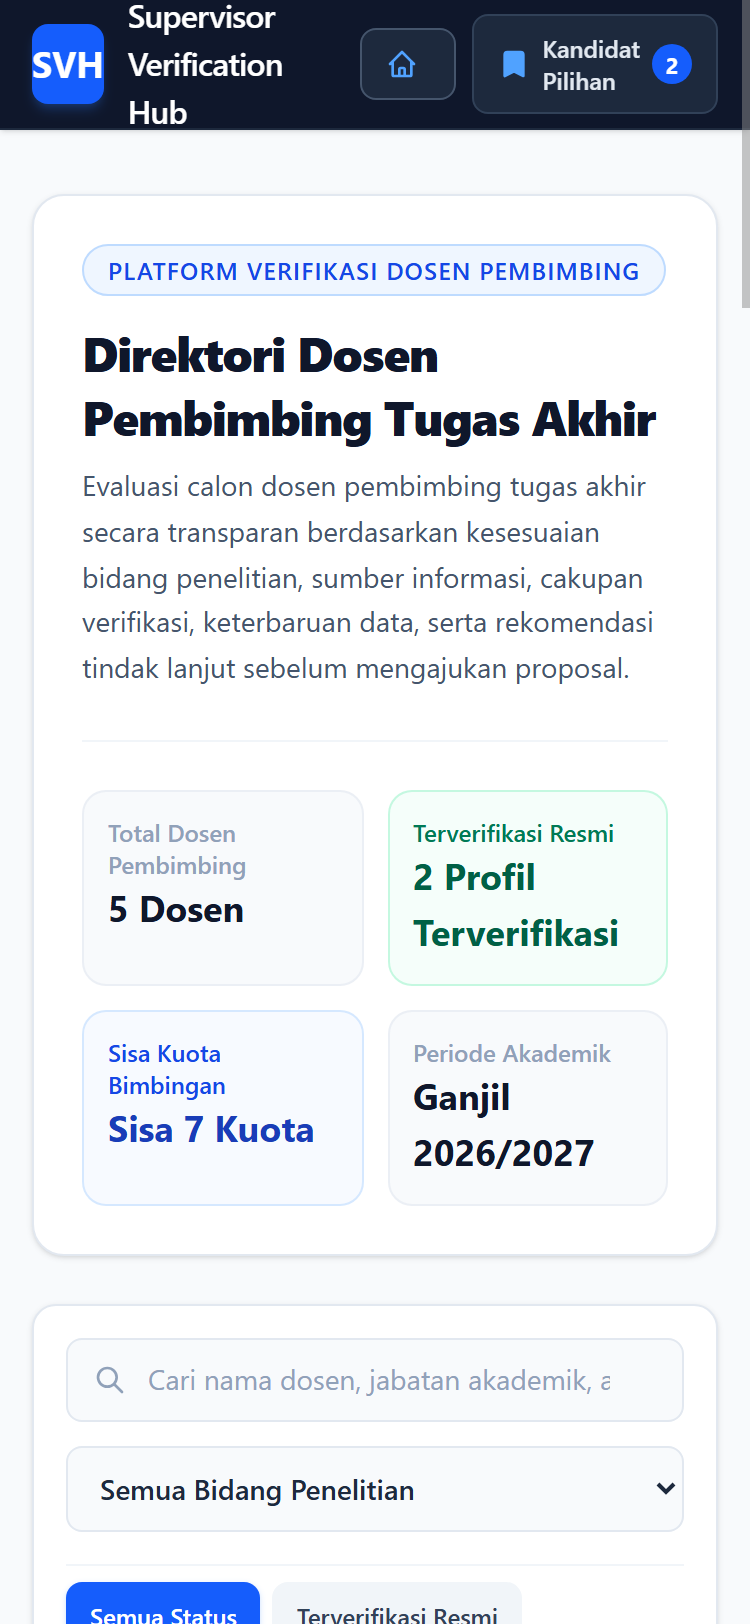 SVH
Supervisor
Verification
Hub
Kandidat
Pilihan
2
PLATFORM VERIFIKASI DOSEN PEMBIMBING
Direktori Dosen
Pembimbing Tugas Akhir
Evaluasi calon dosen pembimbing tugas akhir
secara transparan berdasarkan kesesuaian
bidang penelitian, sumber informasi, cakupan
verifikasi, keterbaruan data, serta rekomendasi
tindak lanjut sebelum mengajukan proposal.
Total Dosen
Pembimbing
5 Dosen
Terverifikasi Resmi
2 Profil
Terverifikasi
Sisa Kuota
Bimbingan
Sisa 7 Kuota
Periode Akademik
Ganjil
2026/2027
Cari nama dosen, jabatan akademik, a
Semua Bidang Penelitian
Semua Status
Terverifikasi Resmi